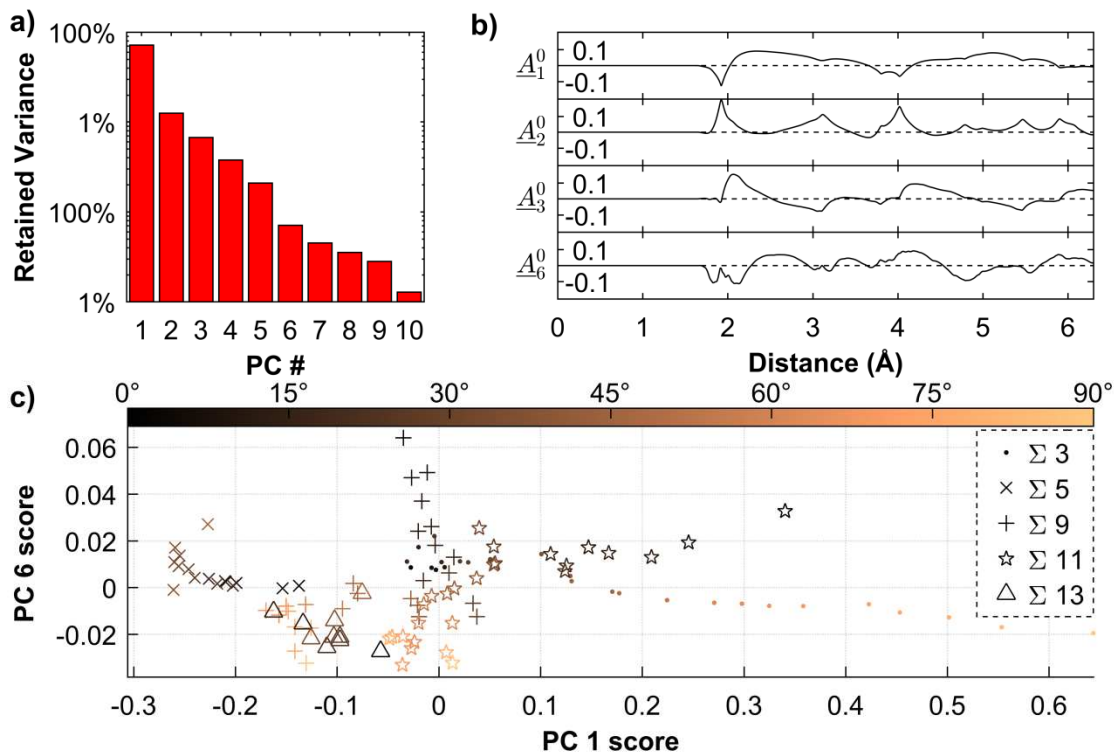 a)
Retained Variance
100%
1%
100%
1%
1 2 3 4 5 6 7 8 9 10
PC #
b)
A⁰₁ 0.1 -0.1
A⁰₂ 0.1 -0.1
A⁰₃ 0.1 -0.1
A⁰₆ 0.1 -0.1
0 1 2 3 4 5 6
Distance (Å)
c)
0° 15° 30° 45° 60° 75° 90°
PC 6 score
0.06
0.04
0.02
0
-0.02
Σ 3
Σ 5
Σ 9
Σ 11
Σ 13
-0.3 -0.2 -0.1 0 0.1 0.2 0.3 0.4 0.5 0.6
PC 1 score